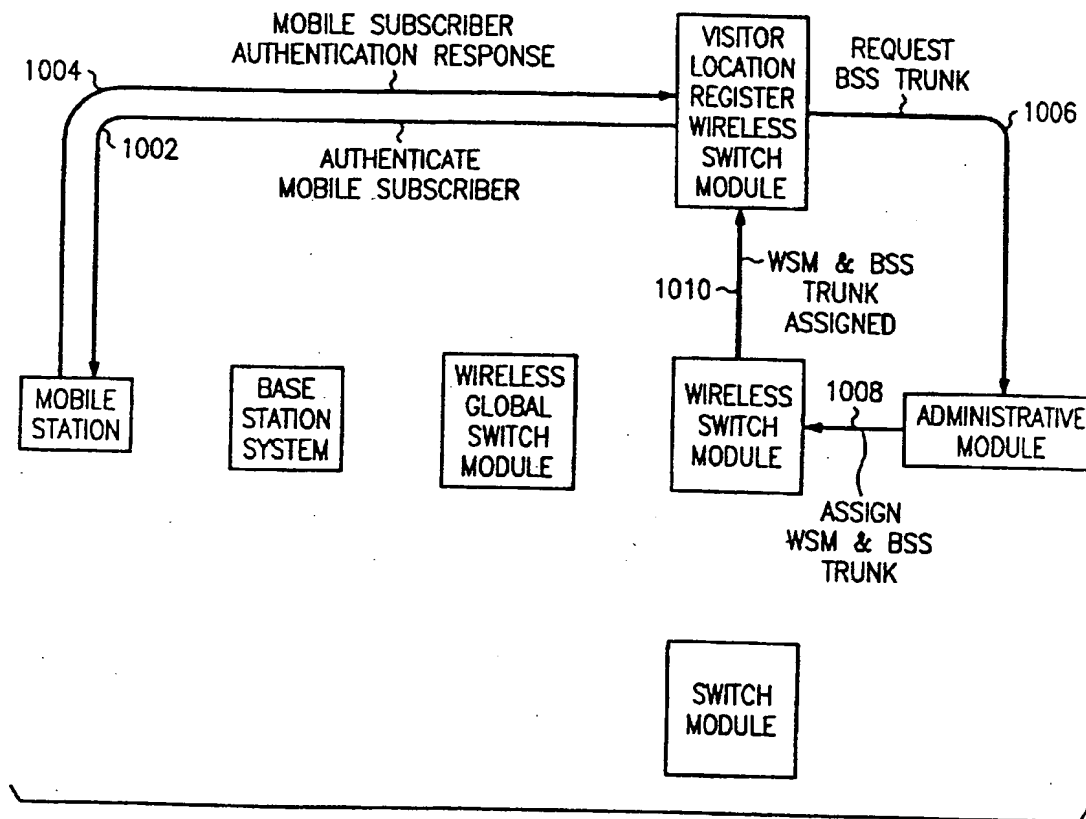 MOBILE SUBSCRIBER
AUTHENTICATION RESPONSE
1004
1002
AUTHENTICATE
MOBILE SUBSCRIBER
VISITOR
LOCATION
REGISTER
WIRELESS
SWITCH
MODULE
REQUEST
BSS TRUNK
1006
1010
WSM & BSS
TRUNK
ASSIGNED
MOBILE
STATION
BASE
STATION
SYSTEM
WIRELESS
GLOBAL
SWITCH
MODULE
WIRELESS
SWITCH
MODULE
1008
ADMINISTRATIVE
MODULE
ASSIGN
WSM & BSS
TRUNK
SWITCH
MODULE